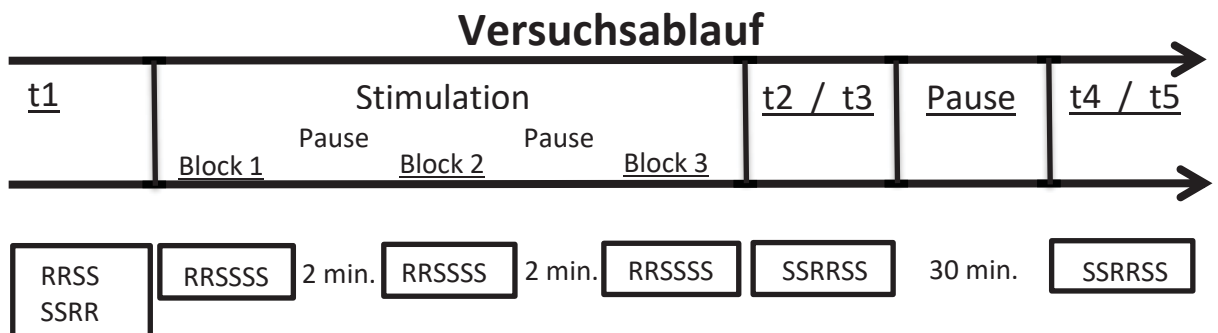 Versuchsablauf
t1 Stimulation t2 / t3 Pause t4 / t5
Pause Pause
Block 1 Block 2 Block 3
RRSS RRSSSS 2 min. RRSSSS 2 min. RRSSSS SSRRSS 30 min. SSRRSS
SSRR